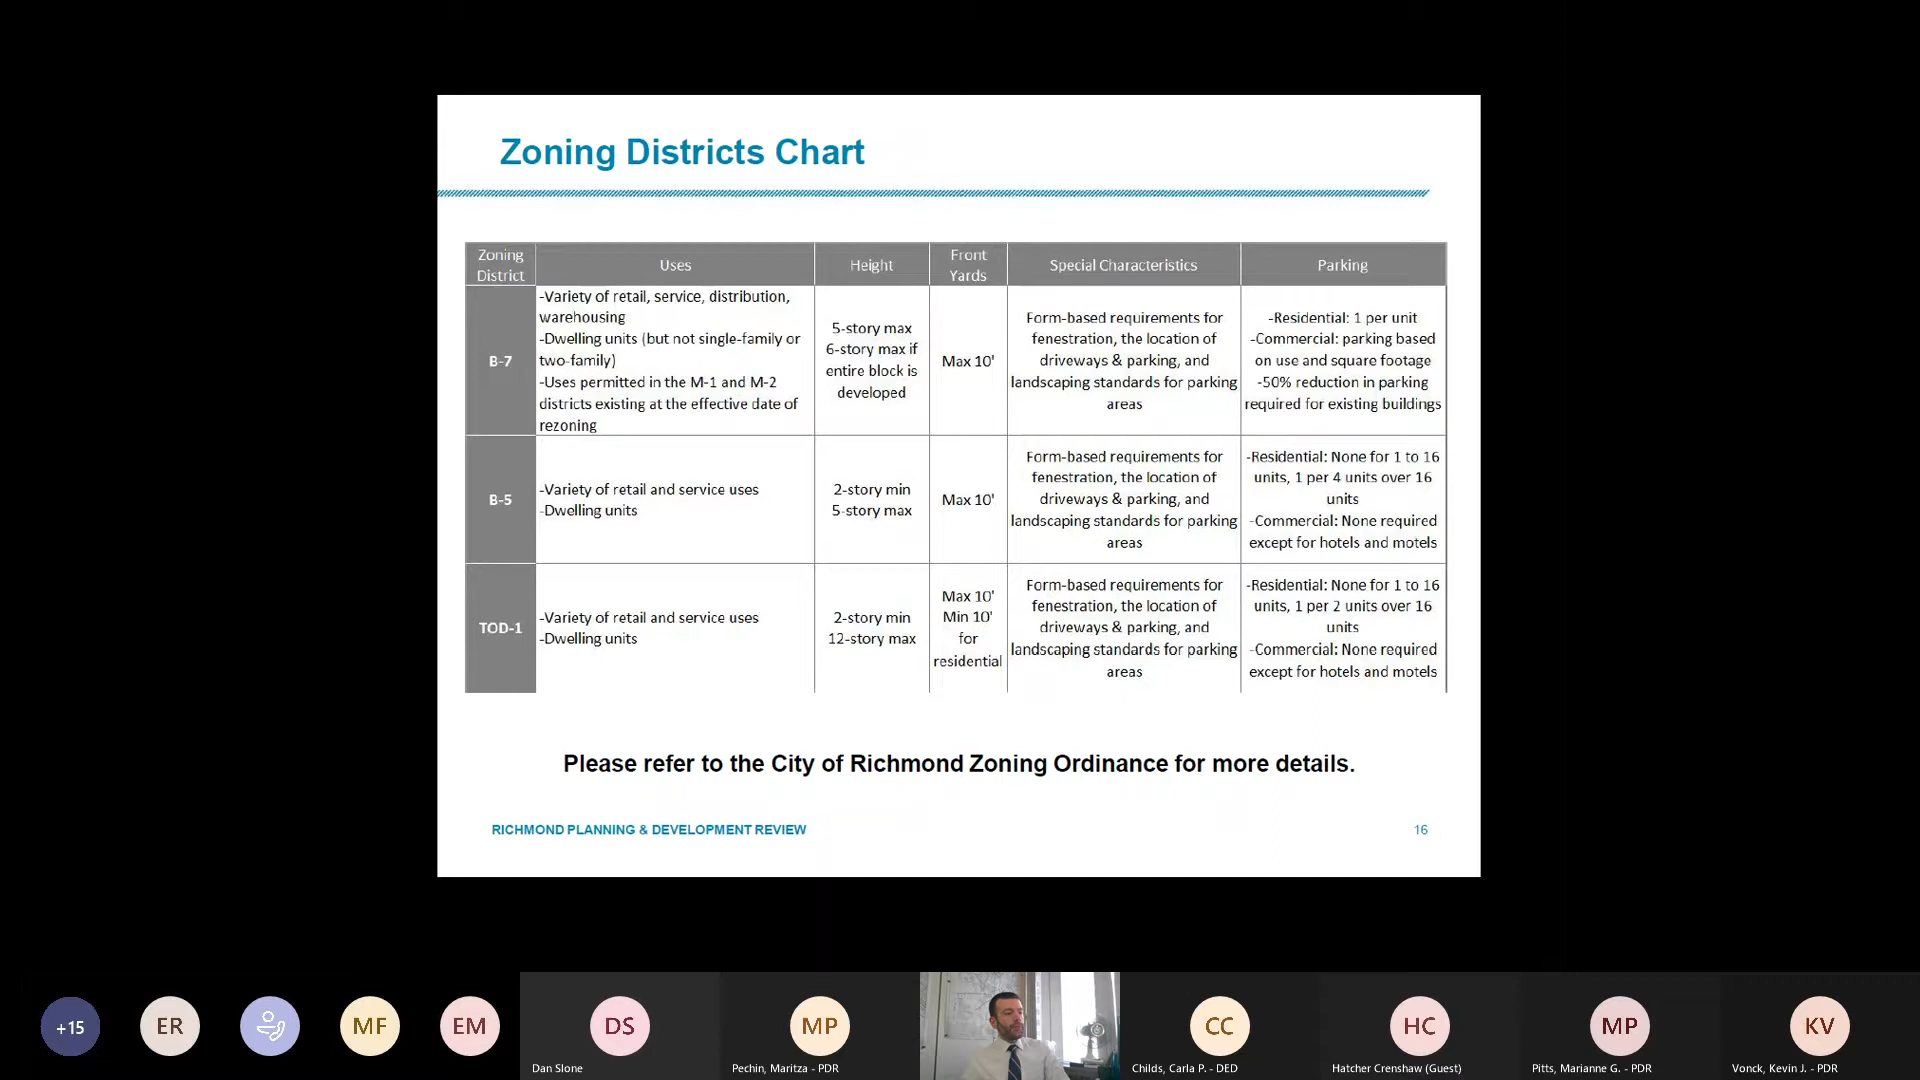 Zoning Districts Chart
Zoning
District
Uses
Height
Front
Yards
Special Characteristics
Parking
B-7
-Variety of retail, service, distribution,
warehousing
-Dwelling units (but not single-family or
two-family)
-Uses permitted in the M-1 and M-2
districts existing at the effective date of
rezoning
5-story max
6-story max if
entire block is
developed
Max 10'
Form-based requirements for
fenestration, the location of
driveways & parking, and
landscaping standards for parking
areas
-Residential: 1 per unit
-Commercial: parking based
on use and square footage
-50% reduction in parking
required for existing buildings
B-5
-Variety of retail and service uses
-Dwelling units
2-story min
5-story max
Max 10'
Form-based requirements for
fenestration, the location of
driveways & parking, and
landscaping standards for parking
areas
-Residential: None for 1 to 16
units, 1 per 4 units over 16
units
-Commercial: None required
except for hotels and motels
TOD-1
-Variety of retail and service uses
-Dwelling units
2-story min
12-story max
Max 10'
Min 10'
for
residential
Form-based requirements for
fenestration, the location of
driveways & parking, and
landscaping standards for parking
areas
-Residential: None for 1 to 16
units, 1 per 2 units over 16
units
-Commercial: None required
except for hotels and motels
Please refer to the City of Richmond Zoning Ordinance for more details.
RICHMOND PLANNING & DEVELOPMENT REVIEW
16
+15
ER
MF
EM
DS
MP
CC
HC
MP
KV
Dan Slone
Pechin, Maritza - PDR
Childs, Carla P. - DED
Hatcher Crenshaw (Guest)
Pitts, Marianne G. - PDR
Vonck, Kevin J. - PDR